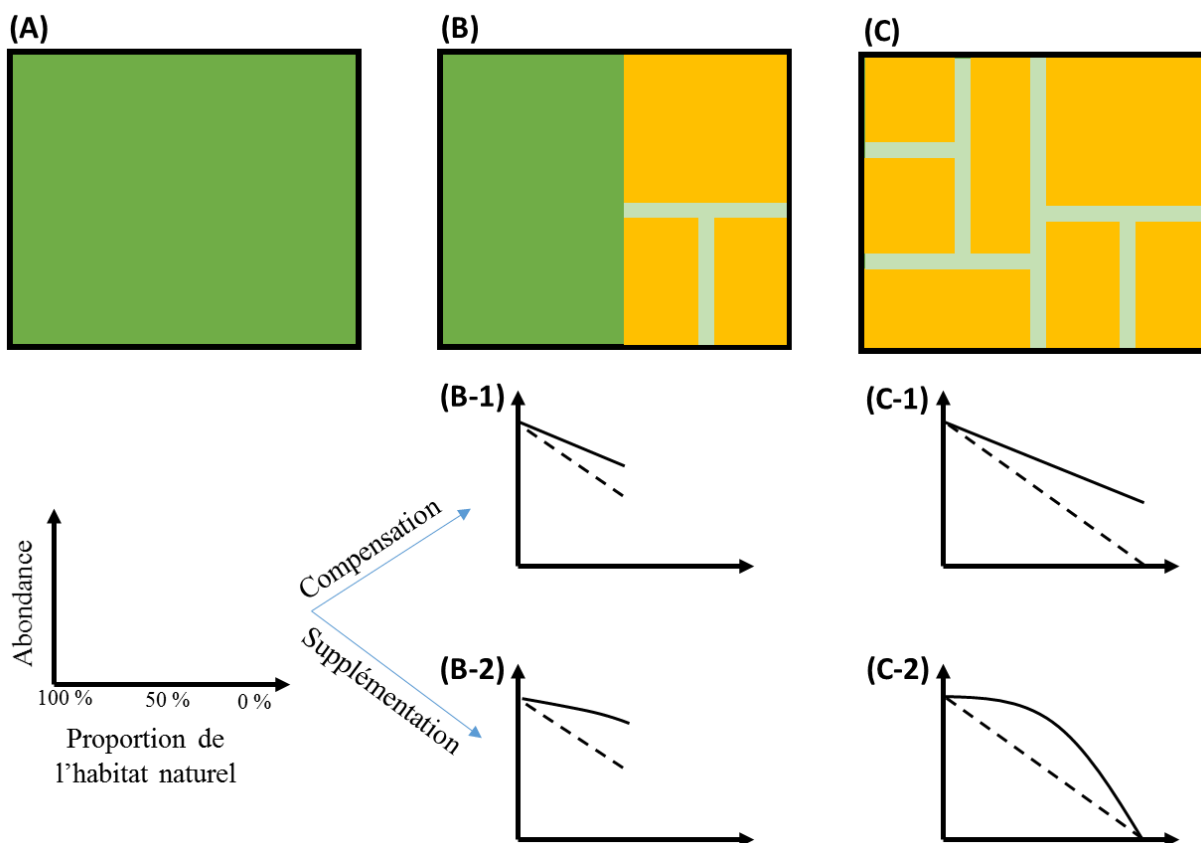 (A)
(B)
(C)
(B-1)
(C-1)
Compensation
Abondance
100 %
50 %
0 %
Proportion de
l'habitat naturel
Supplémentation
(B-2)
(C-2)